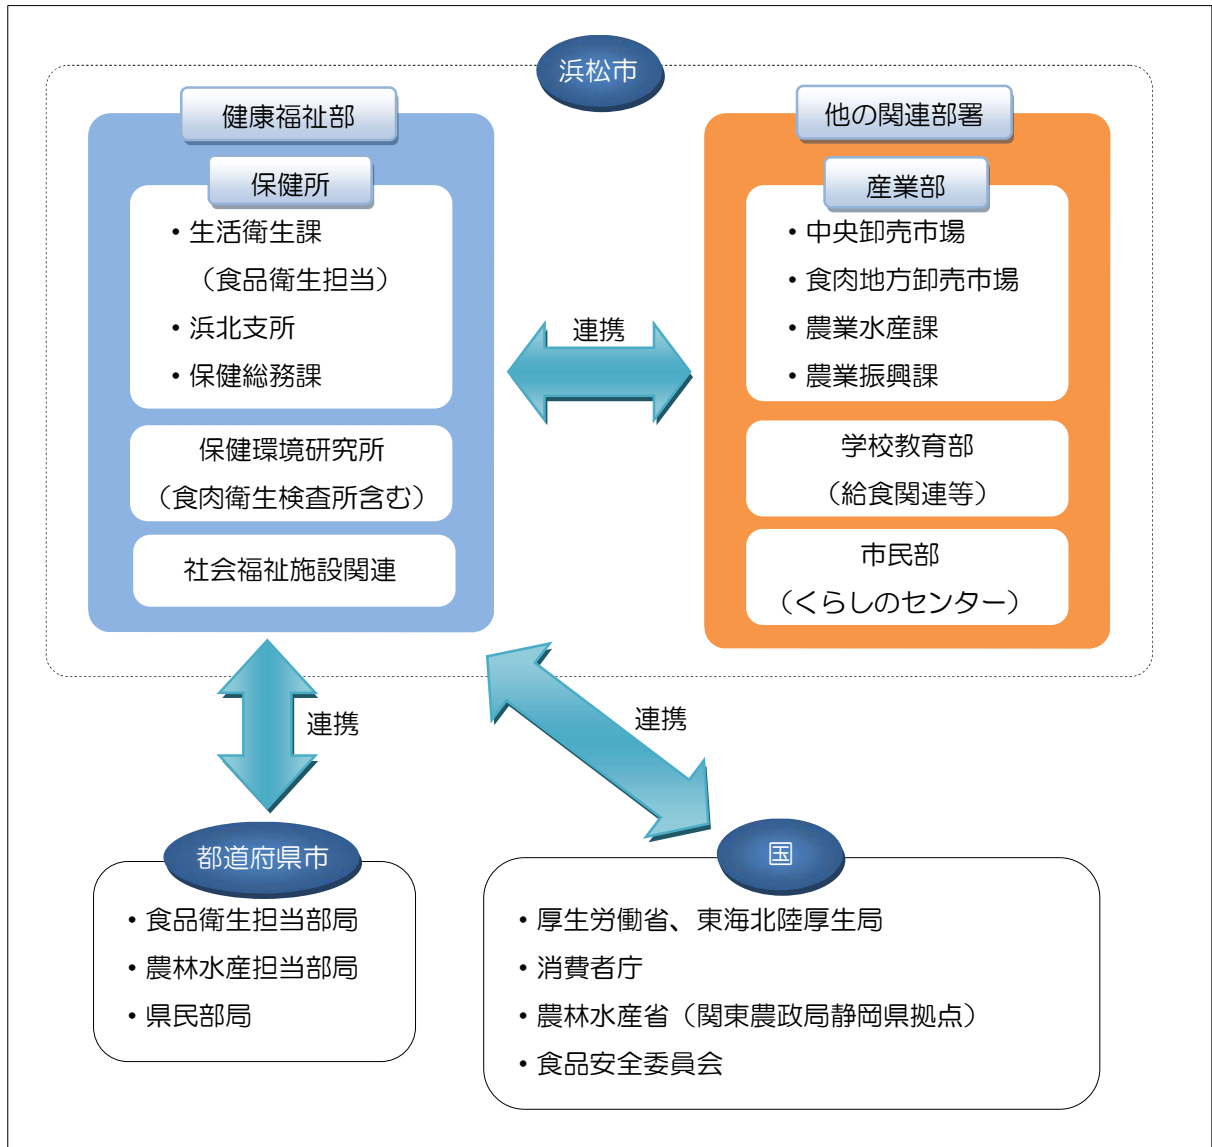 浜松市
健康福祉部
保健所
・生活衛生課
（食品衛生担当）
・浜北支所
・保健総務課
保健環境研究所
（食肉衛生検査所含む）
社会福祉施設関連
連携
他の関連部署
産業部
・中央卸売市場
・食肉地方卸売市場
・農業水産課
・農業振興課
学校教育部
（給食関連等）
市民部
（くらしのセンター）
連携
連携
都道府県市
・食品衛生担当部局
・農林水産担当部局
・県民部局
国
・厚生労働省、東海北陸厚生局
・消費者庁
・農林水産省（関東農政局静岡県拠点）
・食品安全委員会